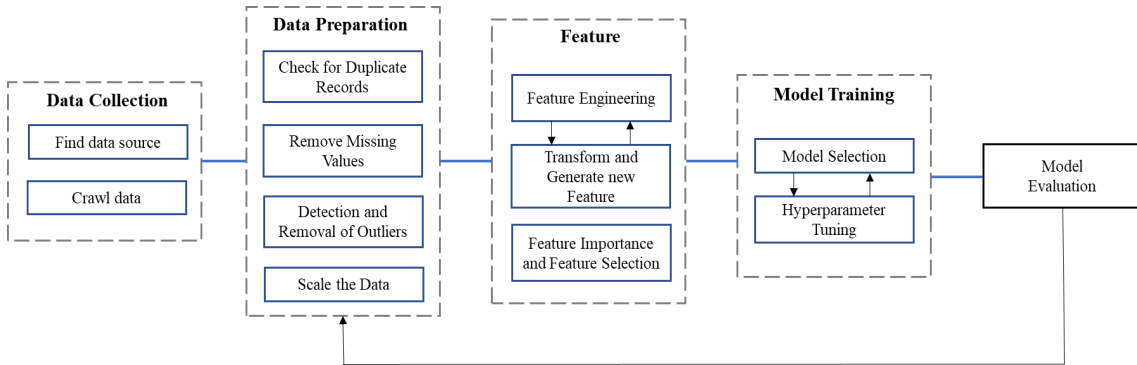 Data Collection
Find data source
Crawl data
Data Preparation
Check for Duplicate
Records
Remove Missing
Values
Detection and
Removal of Outliers
Scale the Data
Feature
Feature Engineering
Transform and
Generate new
Feature
Feature Importance
and Feature Selection
Model Training
Model Selection
Hyperparameter
Tuning
Model
Evaluation